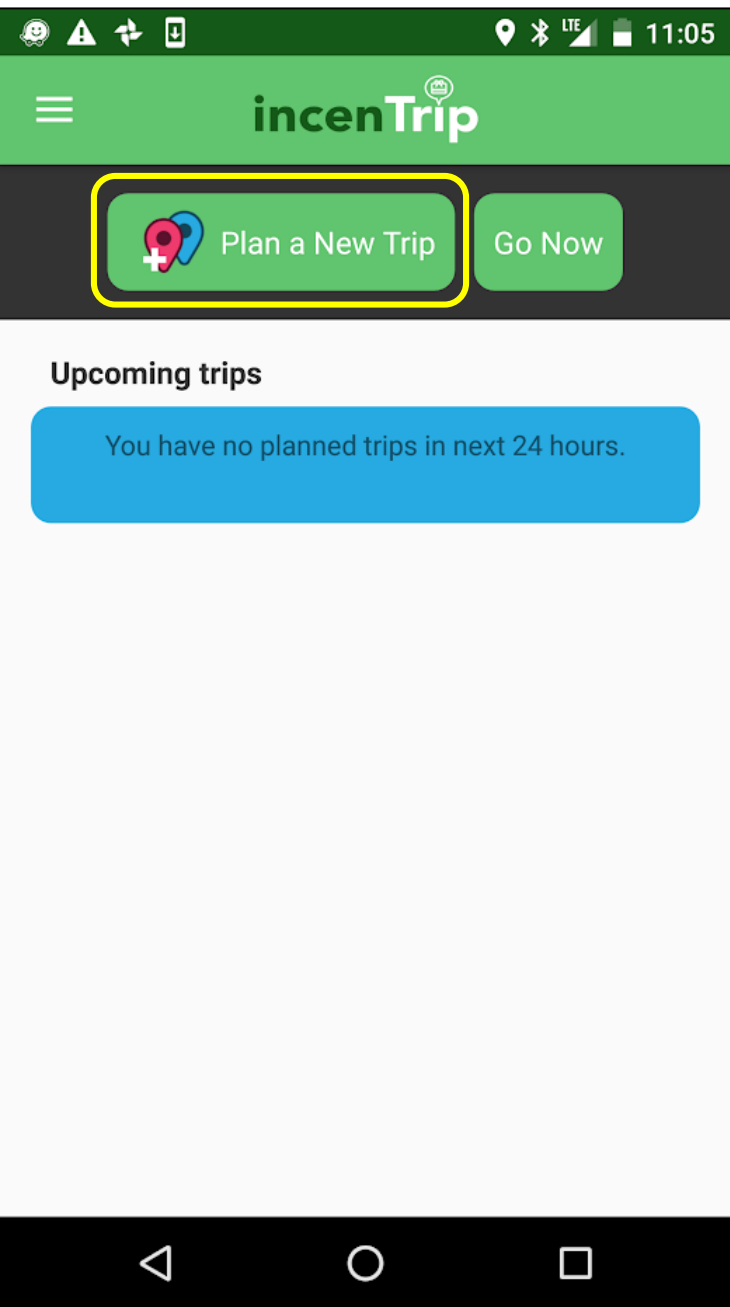 LTE 11:05
incenTrip
Plan a New Trip Go Now
Upcoming trips
You have no planned trips in next 24 hours.